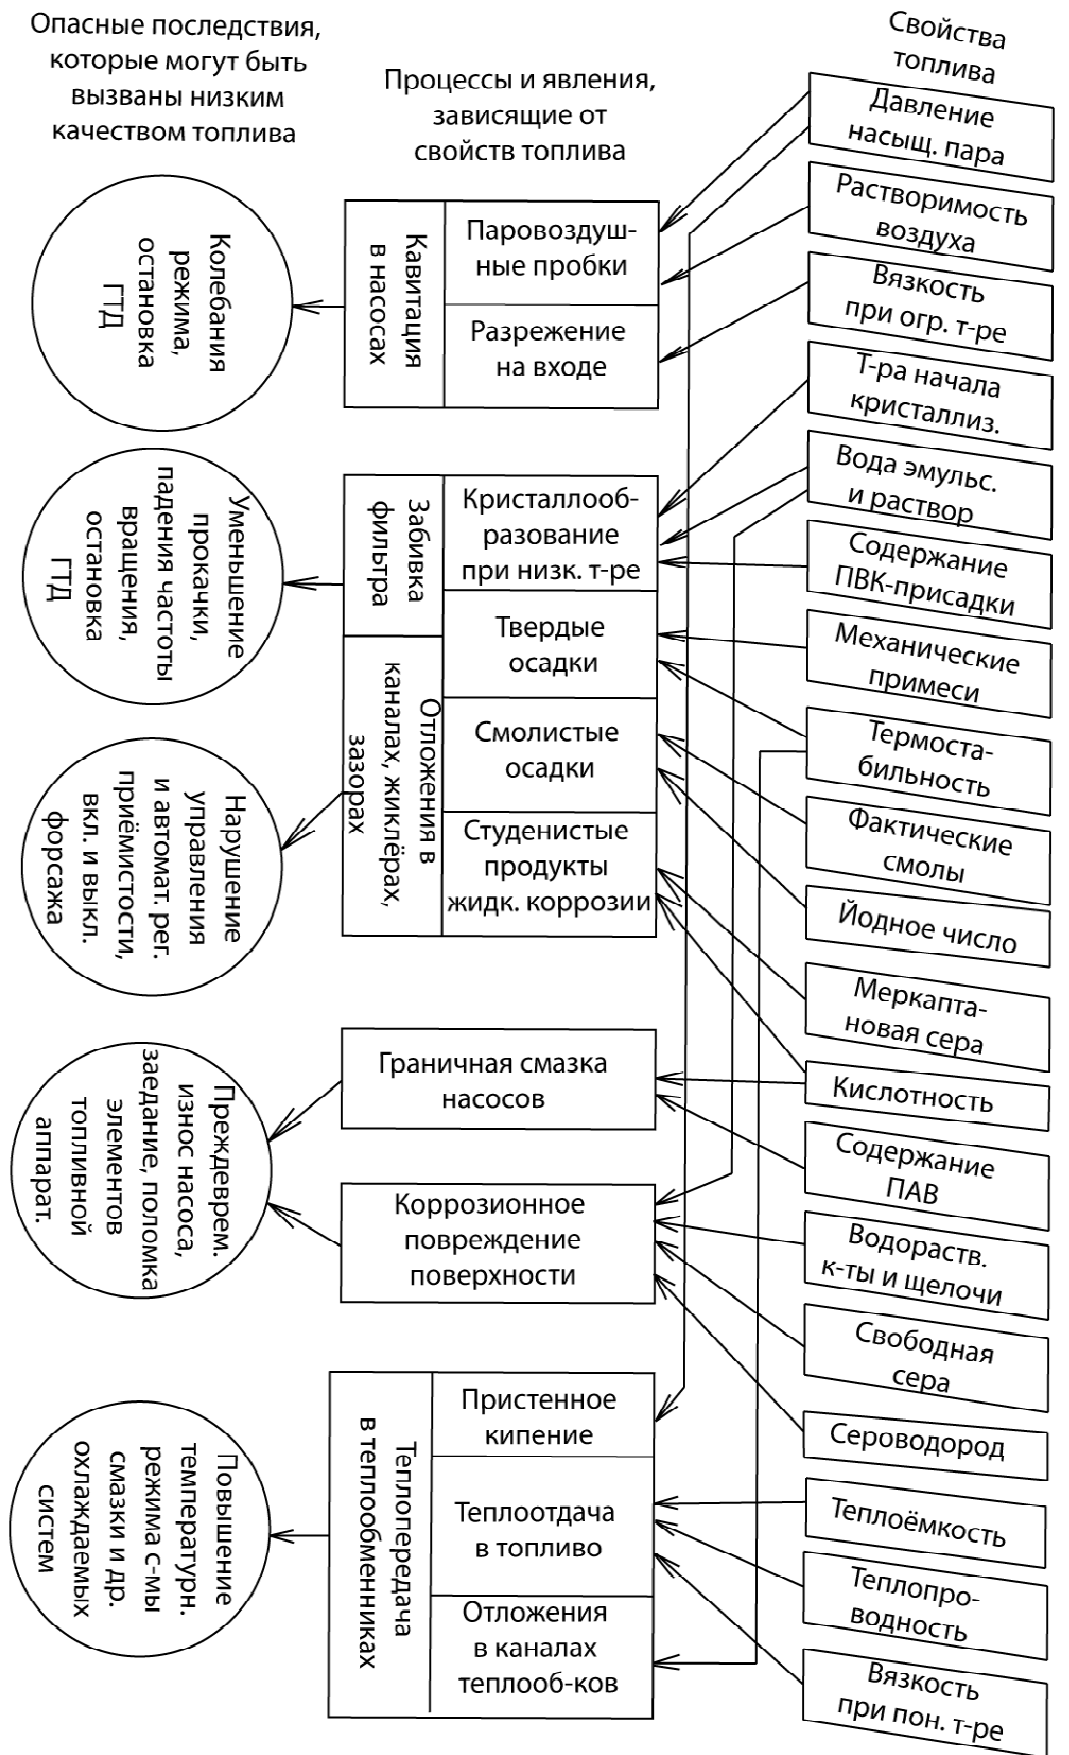 Опасные последствия,
которые могут быть
вызваны низким
качеством топлива
Процессы и явления,
зависящие от
свойств топлива
Свойства
топлива
Колебания
режима,
остановка
ГТД
Уменьшение
прокачки,
падения частоты
вращения,
остановка
ГТД
Нарушение
управления
и автомат. рег.
приёмистости,
вкл. и выкл.
форсажа
Преждеврем.
износ насоса,
заедание, поломка
элементов
топливной
аппарат.
Повышение
температурн.
режима с-мы
смазки и др.
охлаждаемых
систем
Кавитация
в насосах
Паровоздуш-
ные пробки
Разрежение
на входе
Забивка
фильтра
Отложения в
каналах, жиклёрах,
зазорах
Кристаллооб-
разование
при низк. т-ре
Твердые
осадки
Смолистые
осадки
Студенистые
продукты
жидк. коррозии
Граничная смазка
насосов
Коррозионное
повреждение
поверхности
Теплопередача
в теплообменниках
Пристенное
кипение
Теплоотдача
в топливо
Отложения
в каналах
теплооб-ков
Давление
насыщ. пара
Растворимость
воздуха
Вязкость
при огр. т-ре
Т-ра начала
кристаллиз.
Вода эмульс.
и раствор
Содержание
ПВК-присадки
Механические
примеси
Термоста-
бильность
Фактические
смолы
Йодное число
Меркапта-
новая сера
Кислотность
Содержание
ПАВ
Водораств.
к-ты и щелочи
Свободная
сера
Сероводород
Теплоёмкость
Теплопро-
водность
Вязкость
при пон. т-ре